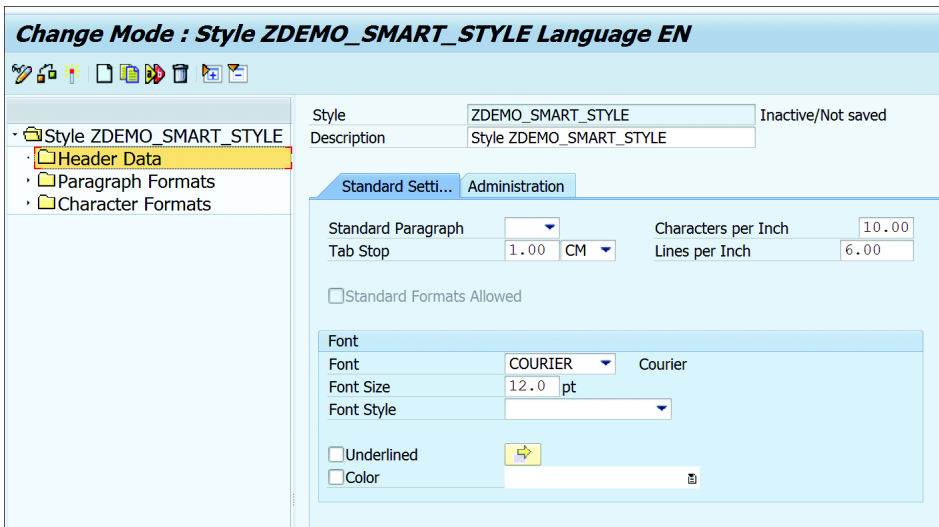 Change Mode : Style ZDEMO_SMART_STYLE Language EN
Style ZDEMO_SMART_STYLE
Header Data
Paragraph Formats
Character Formats
Style ZDEMO_SMART_STYLE Inactive/Not saved
Description Style ZDEMO_SMART_STYLE
Standard Setti... Administration
Standard Paragraph Characters per Inch 10.00
Tab Stop 1.00 CM Lines per Inch 6.00
Standard Formats Allowed
Font
Font COURIER Courier
Font Size 12.0 pt
Font Style
Underlined
Color